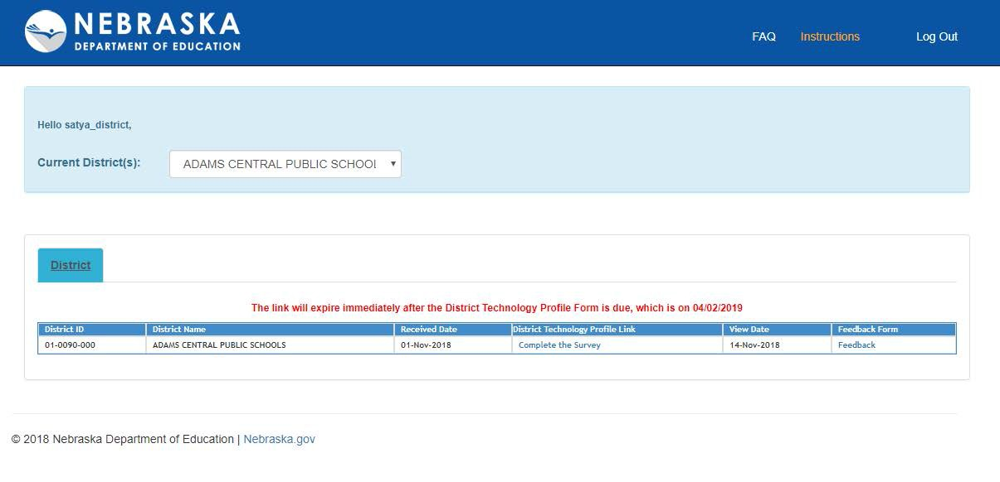 NEBRASKA
DEPARTMENT OF EDUCATION
FAQ Instructions Log Out
Hello satya_district,
Current District(s): ADAMS CENTRAL PUBLIC SCHOOl
District
The link will expire immediately after the District Technology Profile Form is due, which is on 04/02/2019
District ID District Name Received Date District Technology Profile Link View Date Feedback Form
01-0090-000 ADAMS CENTRAL PUBLIC SCHOOLS 01-Nov-2018 Complete the Survey 14-Nov-2018 Feedback
© 2018 Nebraska Department of Education | Nebraska.gov